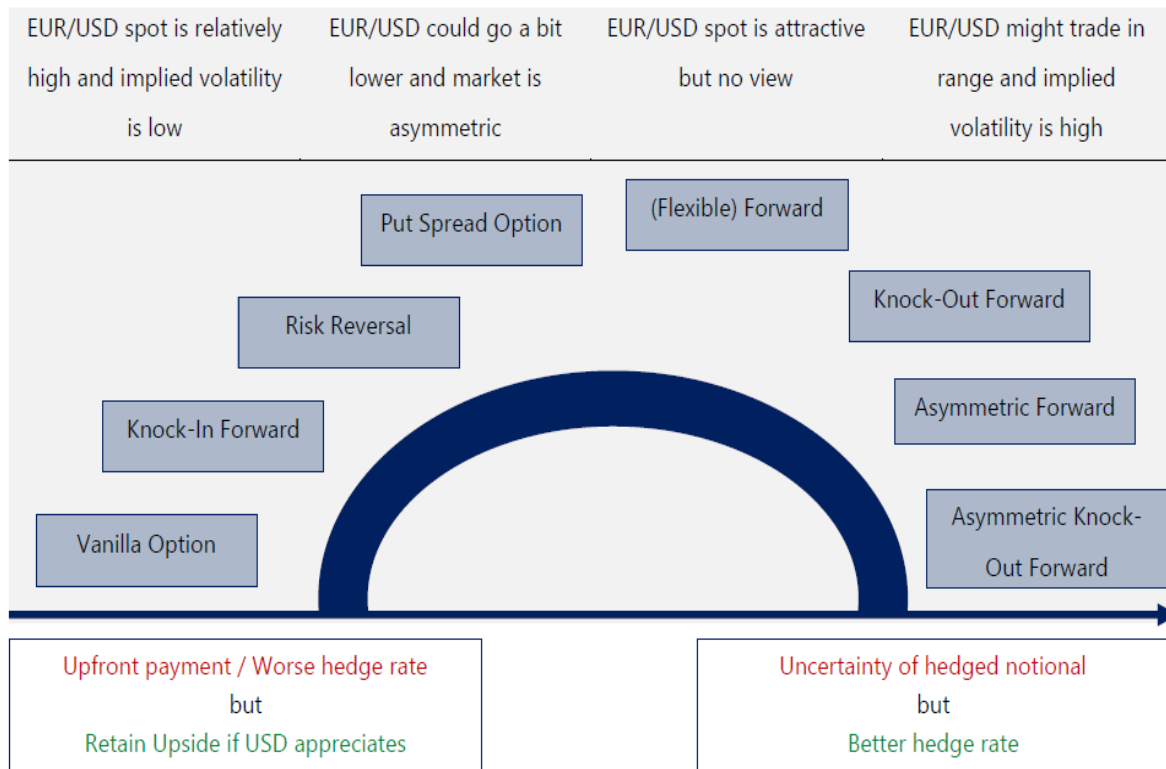 EUR/USD spot is relatively
high and implied volatility
is low
EUR/USD could go a bit
lower and market is
asymmetric
EUR/USD spot is attractive
but no view
EUR/USD might trade in
range and implied
volatility is high
Put Spread Option
(Flexible) Forward
Risk Reversal
Knock-Out Forward
Knock-In Forward
Asymmetric Forward
Vanilla Option
Asymmetric Knock-
Out Forward
Upfront payment / Worse hedge rate
but
Retain Upside if USD appreciates
Uncertainty of hedged notional
but
Better hedge rate